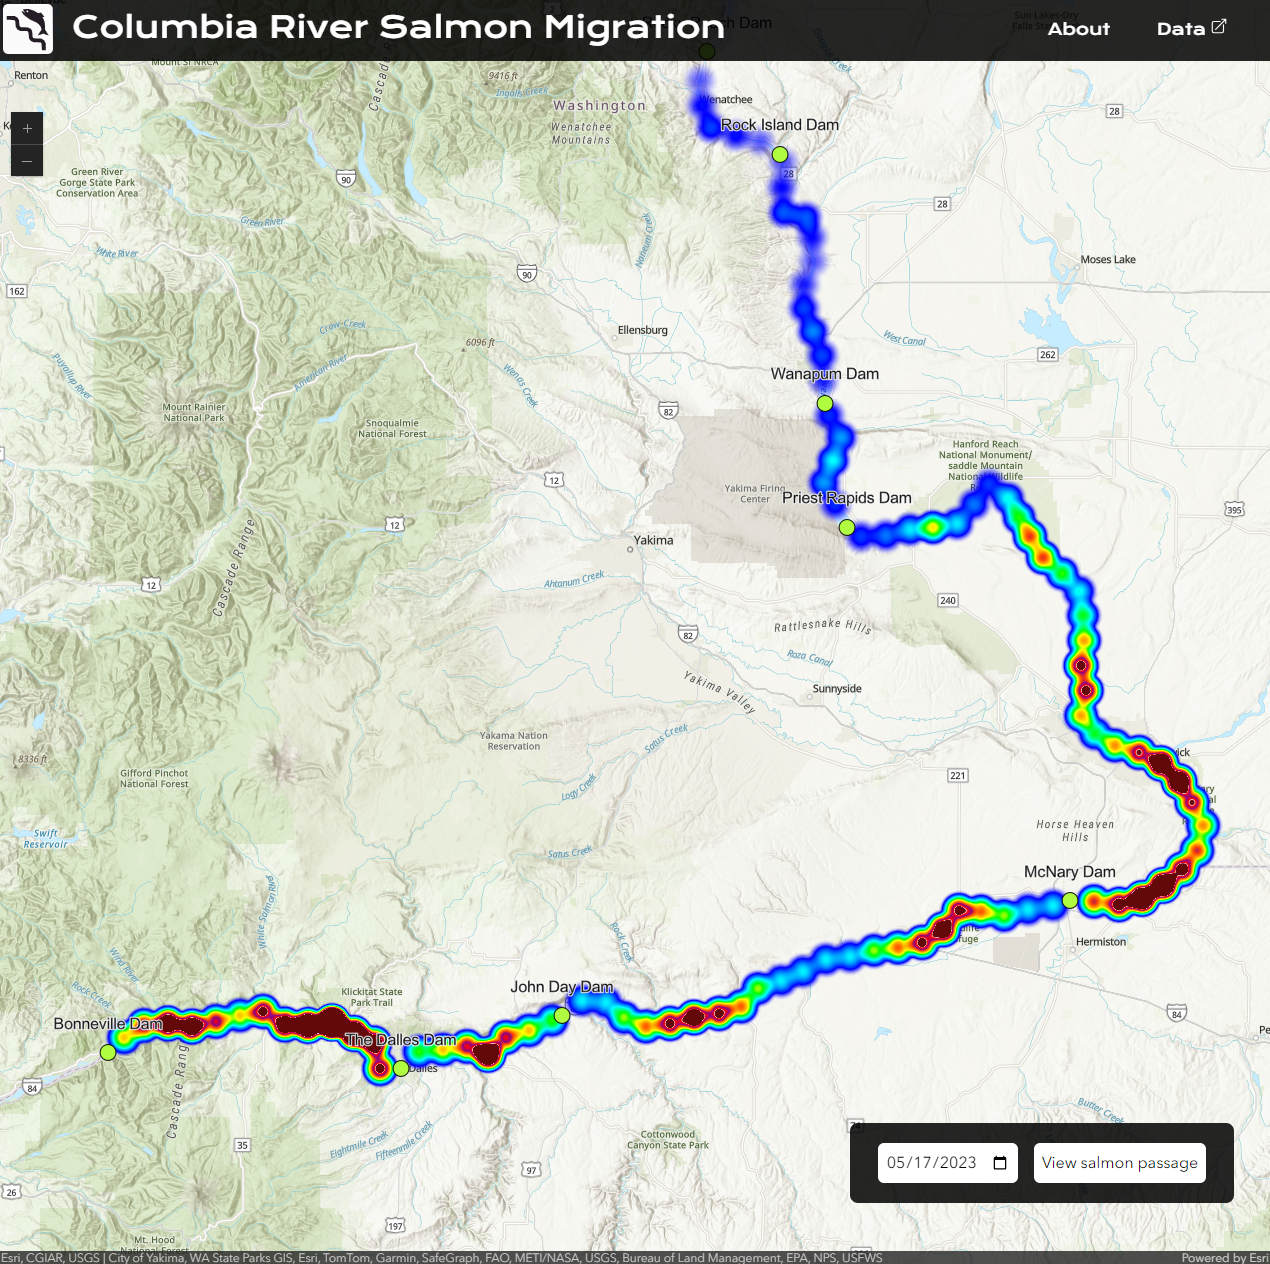 Columbia River Salmon Migration
About
Data
Renton
9416 ft
Ingalls Creek
Cascade Range
Washington
Wenatchee
Wenatchee
Mountains
Rock Island Dam
28
28
+
–
Green River
Gorge State Park
Conservation Area
90
28
Green River
White River
Naneum Creek
90
Moses Lake
162
Crow Creek
Ellensburg
6096 ft
West Canal
262
American River
Puyallup River
Wenas Creek
Wanapum Dam
Mount Rainier
National Park
82
Snoqualmie
National Forest
Hanford Reach
National Monument/
saddle Mountain
12
Yakima Firing
Center
Priest Rapids Dam
395
12
Yakima
Cascade Range
12
Ahtanum Creek
240
Rattlesnake Hills
82
Roza Canal
Sunnyside
Yakima Valley
Yakama Nation
Reservation
Satus Creek
8336 ft
Gifford Pinchot
National Forest
Logy Creek
221
Swift
Reservoir
Horse Heaven
Hills
Satus Creek
McNary Dam
White Salmon River
Rock Creek
Hermiston
Wind River
Rock Creek
Klickitat State
Park Trail
John Day Dam
84
Bonneville Dam
The Dalles Dam
Dalles
84
Cascade Range
Butter Creek
Eightmile Creek
Fifteenmile Creek
35
Cottonwood
Canyon State Park
97
05/17/2023
View salmon passage
26
197
Mt. Hood
National Forest
Esri, CGIAR, USGS | City of Yakima, WA State Parks GIS, Esri, TomTom, Garmin, SafeGraph, FAO, METI/NASA, USGS, Bureau of Land Management, EPA, NPS, USFWS
Powered by Esri